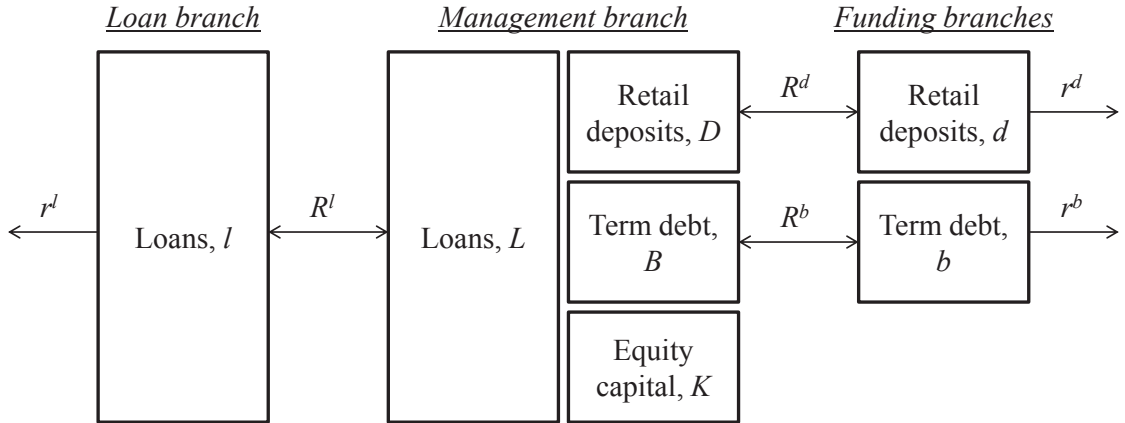 Loan branch
Management branch
Funding branches
r^l
Loans, l
R^l
Loans, L
Retail
deposits, D
R^d
Retail
deposits, d
r^d
Term debt,
B
R^b
Term debt,
b
r^b
Equity
capital, K